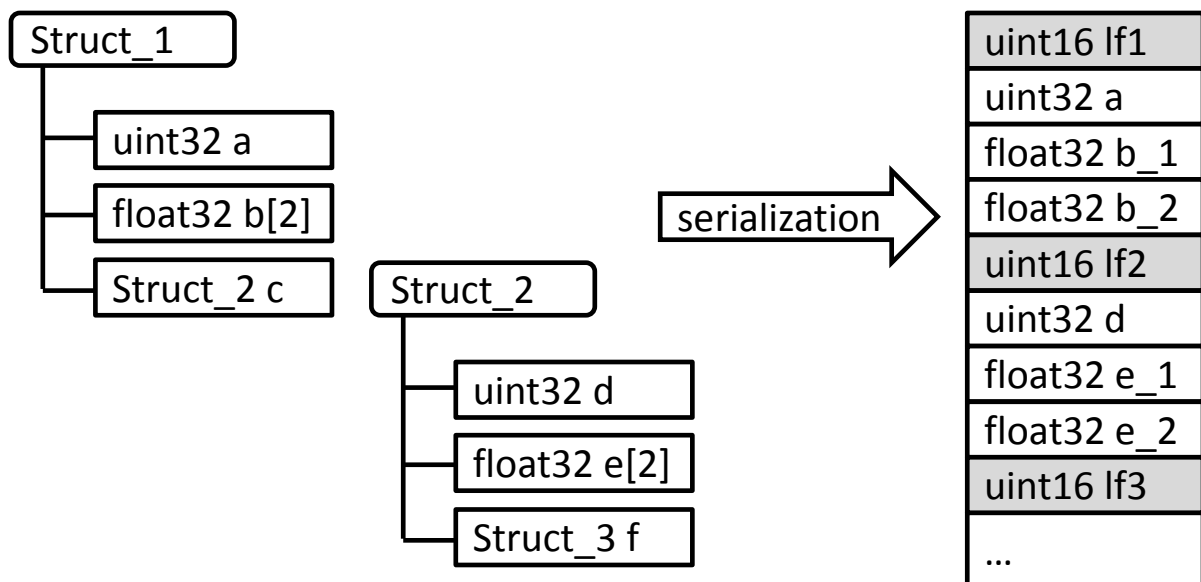 Struct_1
uint32 a
float32 b[2]
Struct_2 c
Struct_2
uint32 d
float32 e[2]
Struct_3 f
serialization
uint16 lf1
uint32 a
float32 b_1
float32 b_2
uint16 lf2
uint32 d
float32 e_1
float32 e_2
uint16 lf3
...